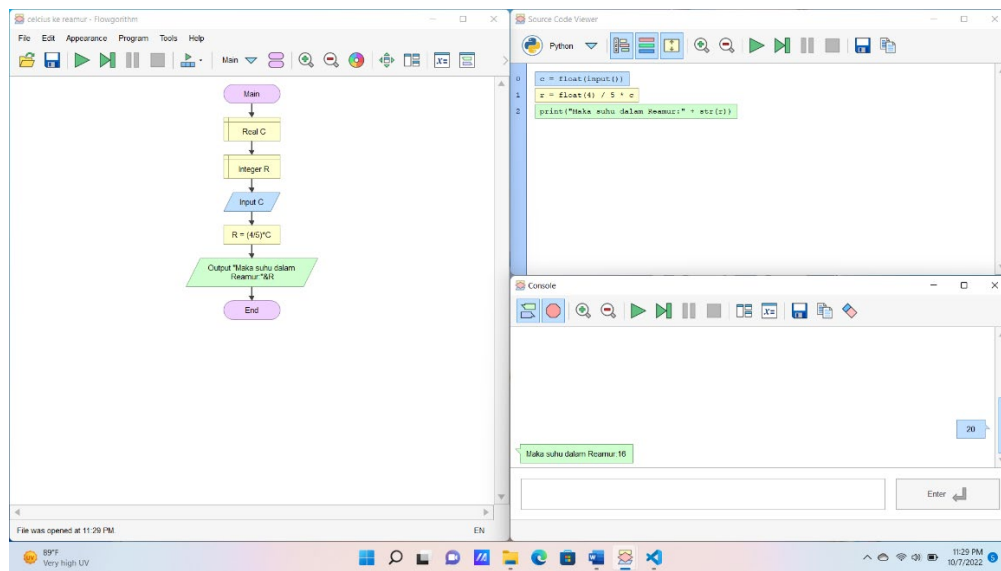 celcius ke reamur - Flowgorithm
File Edit Appearance Program Tools Help
Main
Main
Real C
Integer R
Input C
R = (4/5)*C
Output "Maka suhu dalam
Reamur:"&R
End
File was opened at 11:29 PM.
EN
Source Code Viewer
Python
0
c = float(input())
1
r = float(4) / 5 * c
2
print("Maka suhu dalam Reamur:" + str(r))
Console
20
Maka suhu dalam Reamur:16
Enter
UV
89°F
Very high UV
11:29 PM
10/7/2022
5